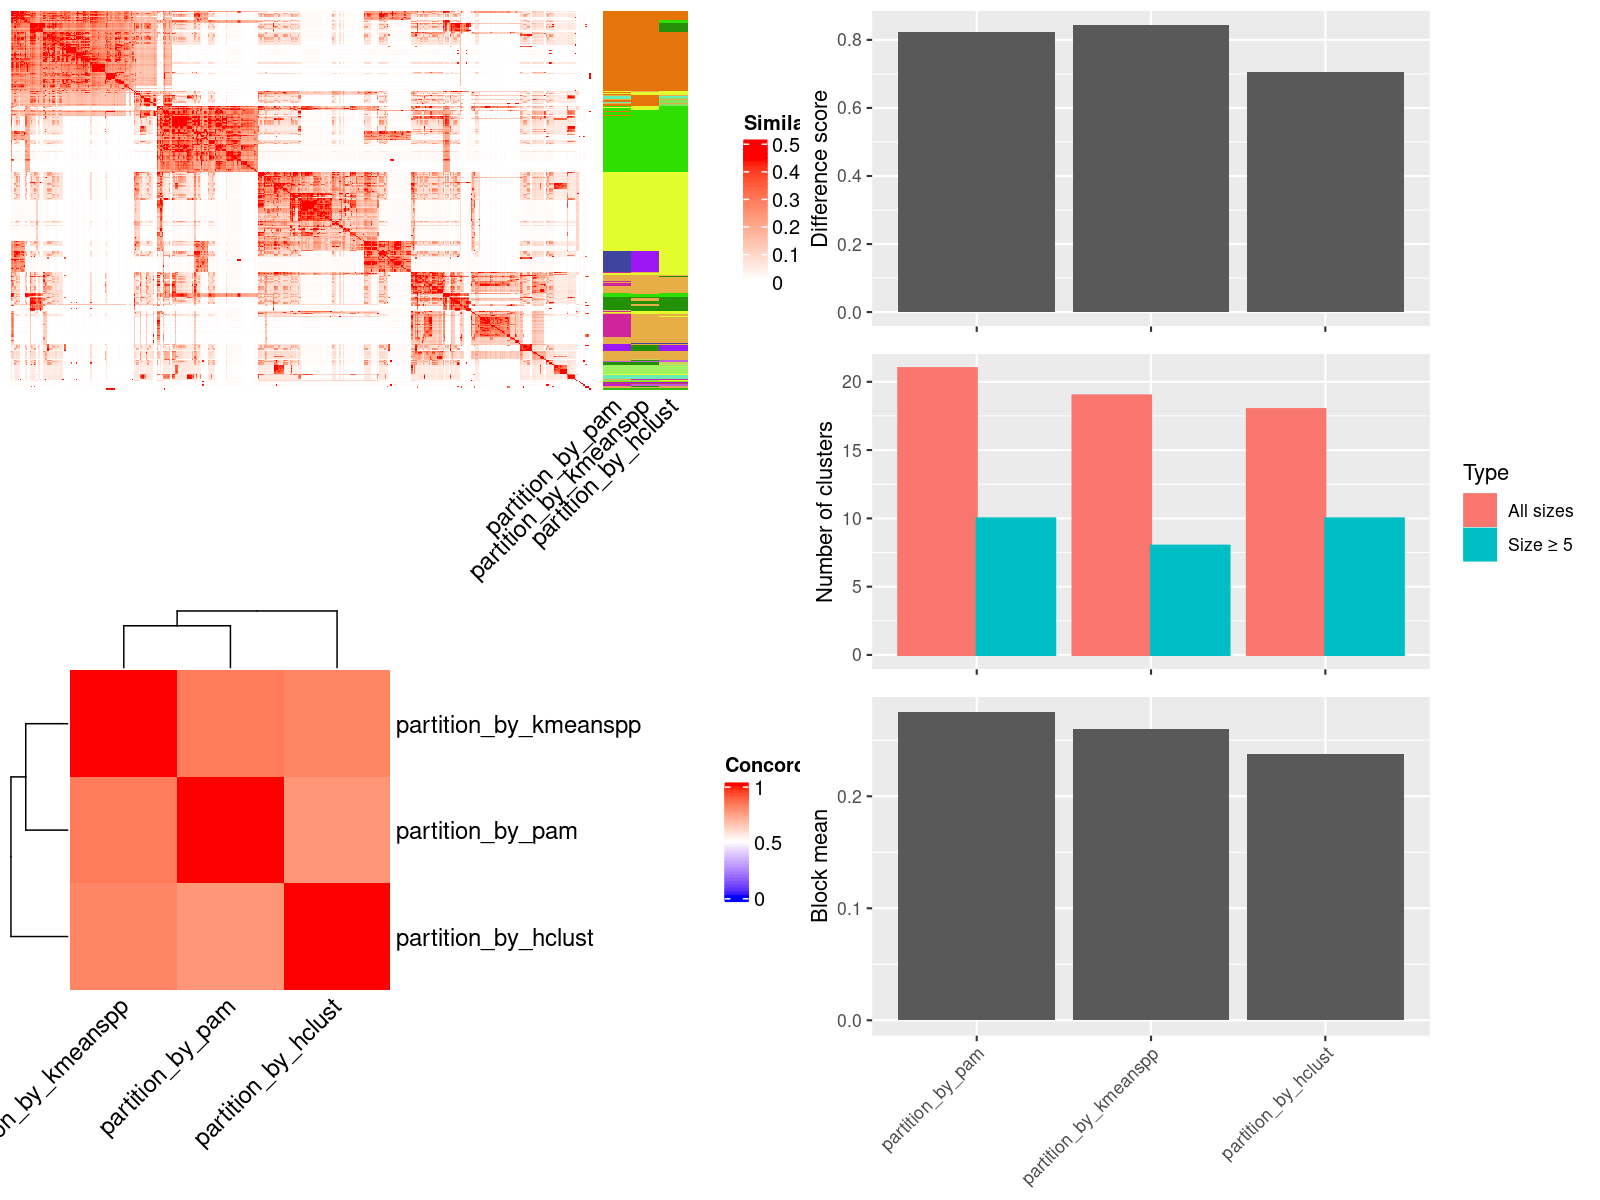 Simila
0.5
0.4
0.3
0.2
0.1
0
partition_by_pam
partition_by_kmeanspp
partition_by_hclust
partition_by_kmeanspp
partition_by_pam
partition_by_hclust
on_by_kmeanspp
partition_by_pam
partition_by_hclust
Concord
1
0.5
0
Difference score
0.8
0.6
0.4
0.2
0.0
Number of clusters
20
15
10
5
0
Type
All sizes
Size ≥ 5
Block mean
0.2
0.1
0.0
partition_by_pam
partition_by_kmeanspp
partition_by_hclust